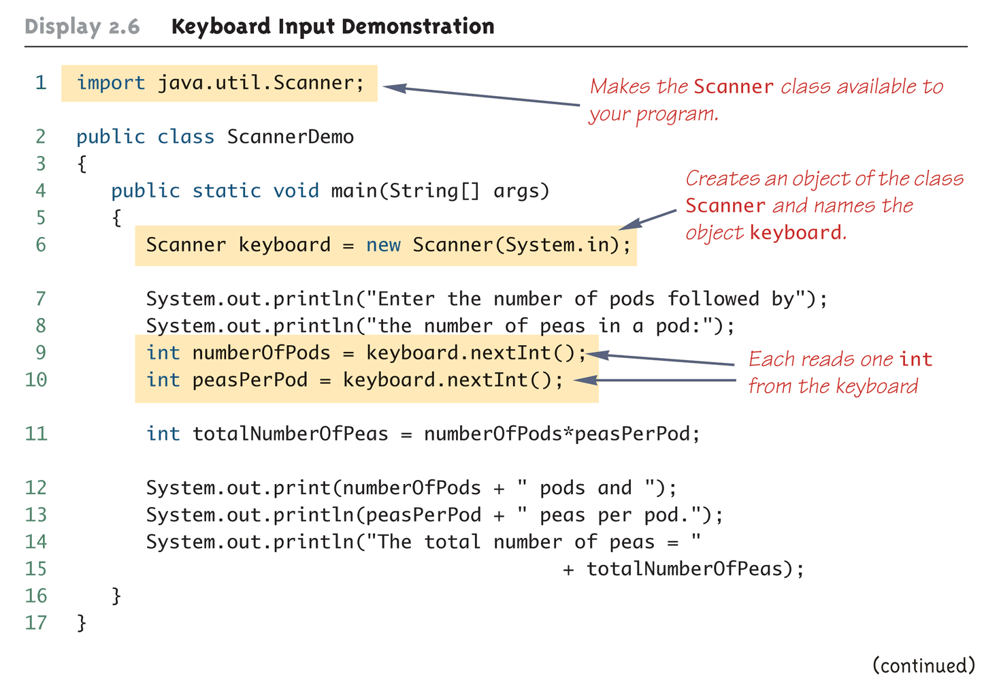 Display 2.6 Keyboard Input Demonstration
1 import java.util.Scanner;
Makes the Scanner class available to
your program.
2 public class ScannerDemo
3 {
4 public static void main(String[] args)
5 {
Creates an object of the class
Scanner and names the
object keyboard.
6 Scanner keyboard = new Scanner(System.in);
7 System.out.println("Enter the number of pods followed by");
8 System.out.println("the number of peas in a pod:");
9 int numberOfPods = keyboard.nextInt();
10 int peasPerPod = keyboard.nextInt();
Each reads one int
from the keyboard
11 int totalNumberOfPeas = numberOfPods*peasPerPod;
12 System.out.print(numberOfPods + " pods and ");
13 System.out.println(peasPerPod + " peas per pod.");
14 System.out.println("The total number of peas = "
15 + totalNumberOfPeas);
16 }
17 }
(continued)